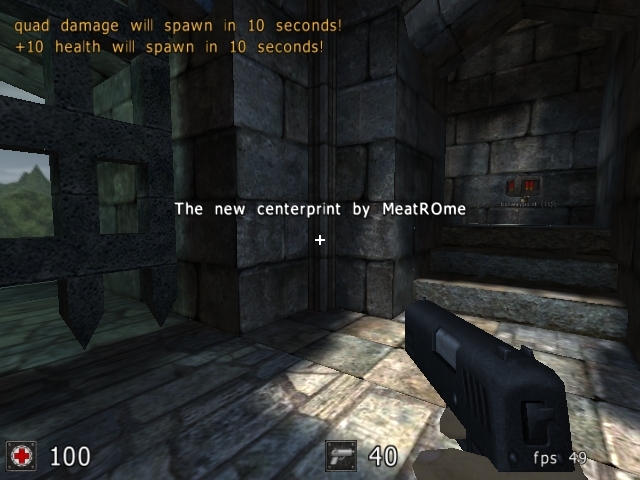 quad damage will spawn in 10 seconds!
+10 health will spawn in 10 seconds!
The new centerprint by MeatROme
100
40
fps 49